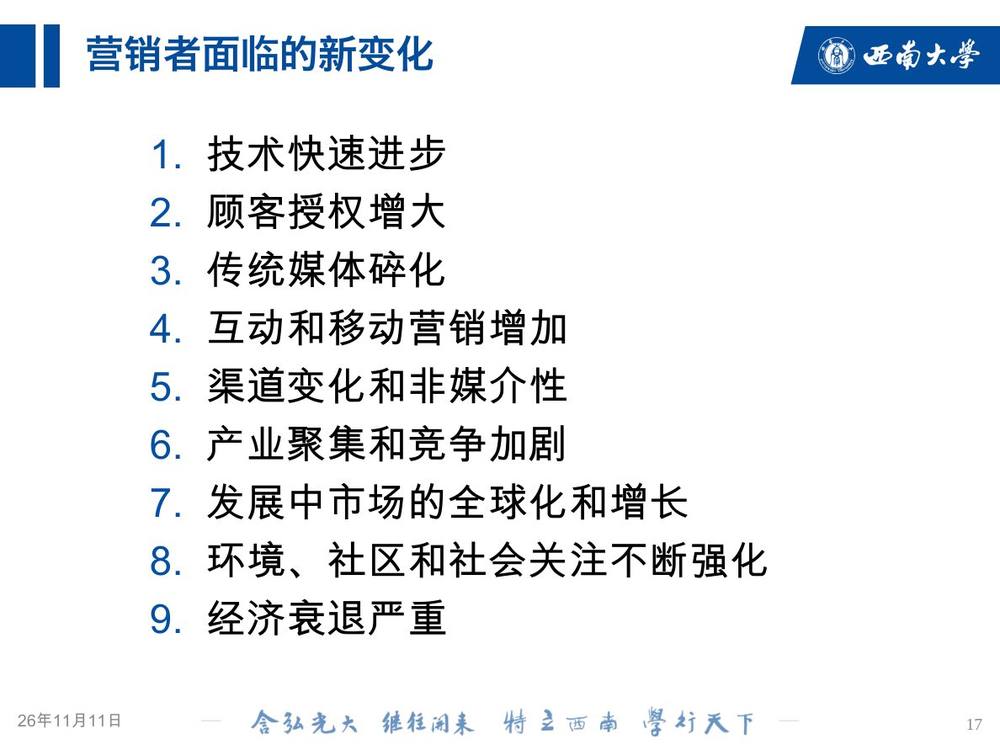 营销者面临的新变化
西南大学
1. 技术快速进步
2. 顾客授权增大
3. 传统媒体碎化
4. 互动和移动营销增加
5. 渠道变化和非媒介性
6. 产业聚集和竞争加剧
7. 发展中市场的全球化和增长
8. 环境、社区和社会关注不断强化
9. 经济衰退严重
26年11月11日
含弘光大 继往开来 特立西南 學行天下
17